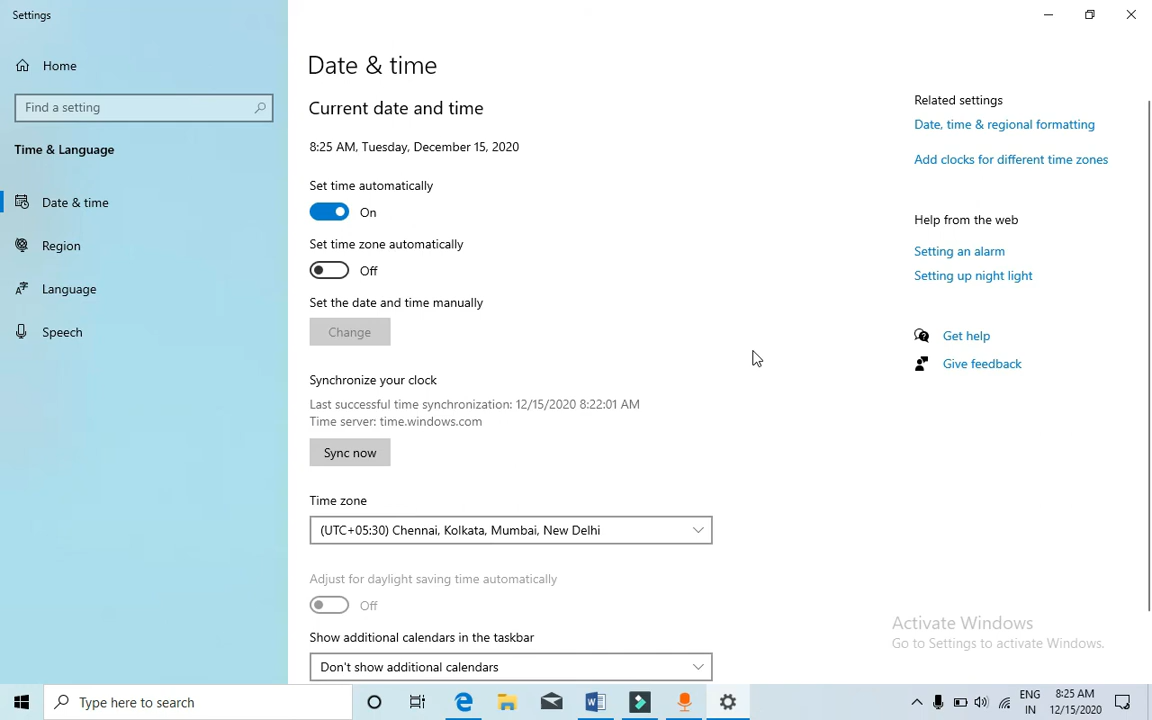 Settings
Home
Find a setting
Time & Language
Date & time
Region
Language
Speech
Date & time
Current date and time
8:25 AM, Tuesday, December 15, 2020
Set time automatically
On
Set time zone automatically
Off
Set the date and time manually
Change
Synchronize your clock
Last successful time synchronization: 12/15/2020 8:22:01 AM
Time server: time.windows.com
Sync now
Time zone
(UTC+05:30) Chennai, Kolkata, Mumbai, New Delhi
Adjust for daylight saving time automatically
Off
Show additional calendars in the taskbar
Don't show additional calendars
Related settings
Date, time & regional formatting
Add clocks for different time zones
Help from the web
Setting an alarm
Setting up night light
Get help
Give feedback
Activate Windows
Go to Settings to activate Windows.
Type here to search
ENG
IN
8:25 AM
12/15/2020